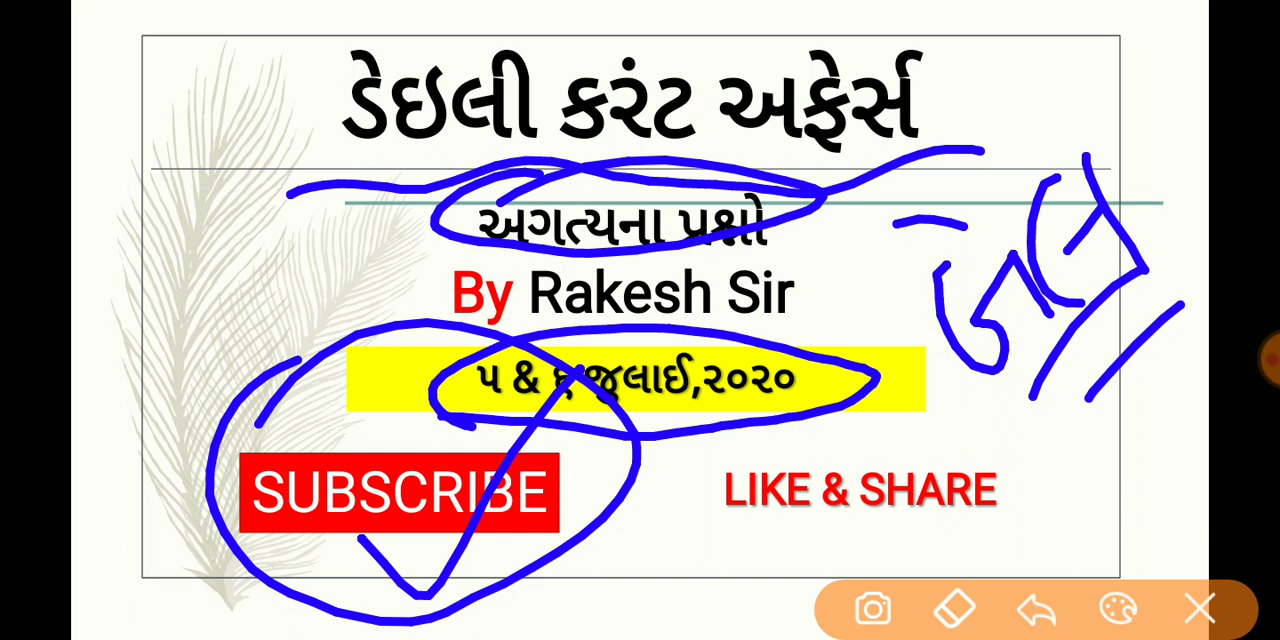 ડેઇલી કરંટ અફેર્સ
અગત્યના પ્રશ્નો
By Rakesh Sir
૫ & ૬ જુલાઈ,૨૦૨૦
SUBSCRIBE
LIKE & SHARE